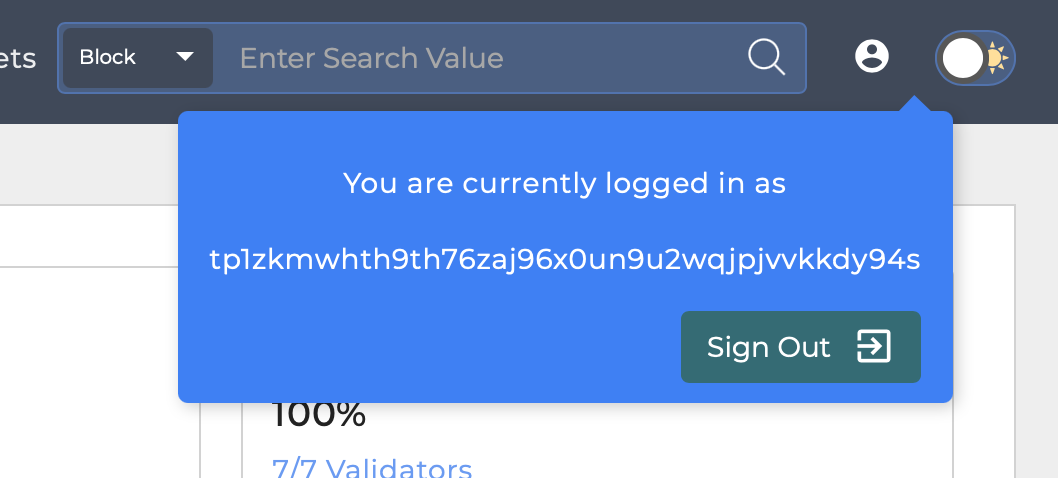 ets
Block
Enter Search Value
You are currently logged in as
tp1zkmwhth9th76zaj96x0un9u2wqjpjvvkkdy94s
Sign Out
100%
7/7 Validators